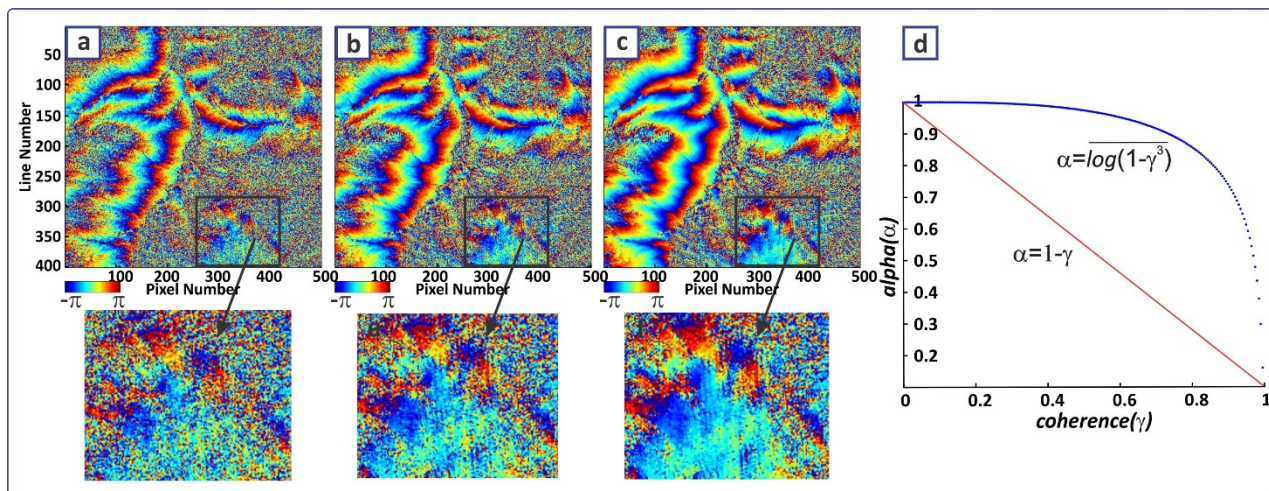 a
b
c
d
50
100
150
200
250
300
350
400
Line Number
100 200 300 400 500
100 200 300 400 500
100 200 300 400 500
Pixel Number
Pixel Number
Pixel Number
-π π
-π π
-π π
1
0.9
0.8
0.7
0.6
0.5
0.4
0.3
0.2
alpha(α)
α=log(1-γ³)
α=1-γ
0 0.2 0.4 0.6 0.8 1
coherence(γ)